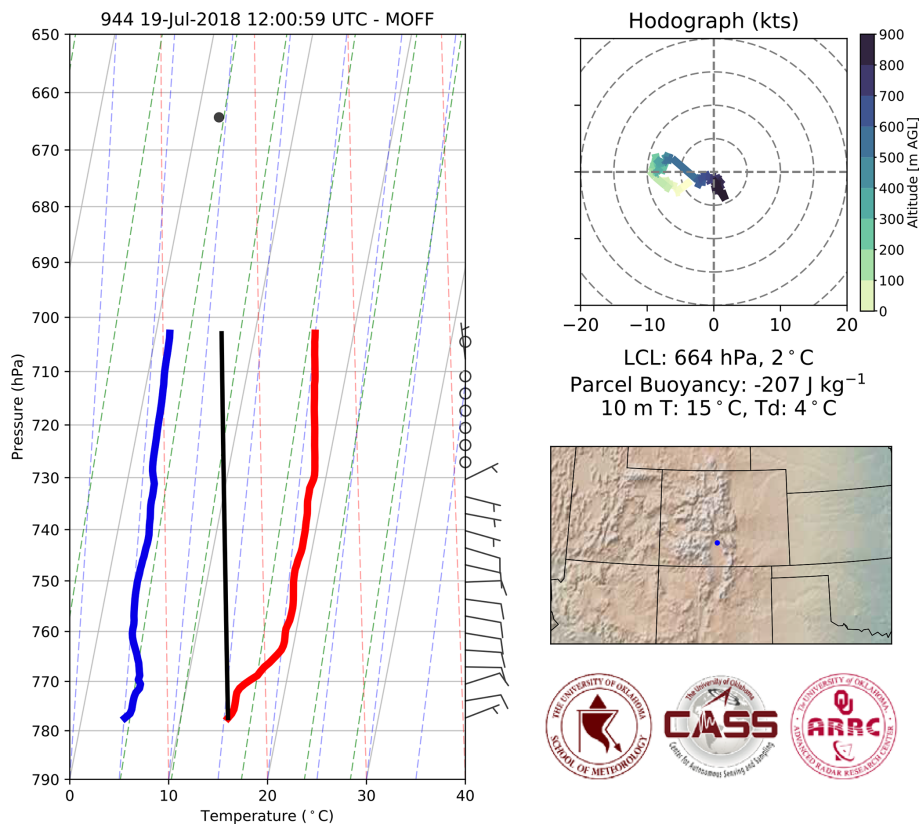 944 19-Jul-2018 12:00:59 UTC - MOFF
650
660
670
680
690
700
710
720
730
740
750
760
770
780
790
Pressure (hPa)
0
10
20
30
40
Temperature (°C)
Hodograph (kts)
−20
−10
0
10
20
900
800
700
600
500
400
300
200
100
0
Altitude [m AGL]
LCL: 664 hPa, 2°C
Parcel Buoyancy: -207 J kg⁻¹
10 m T: 15°C, Td: 4°C
THE UNIVERSITY OF OKLAHOMA
SCHOOL OF METEOROLOGY
The University of Oklahoma
CASS
Center for Autonomous Sensing and Sampling
The UNIVERSITY OF OKLAHOMA
OU
ARRC
ADVANCED RADAR RESEARCH CENTER